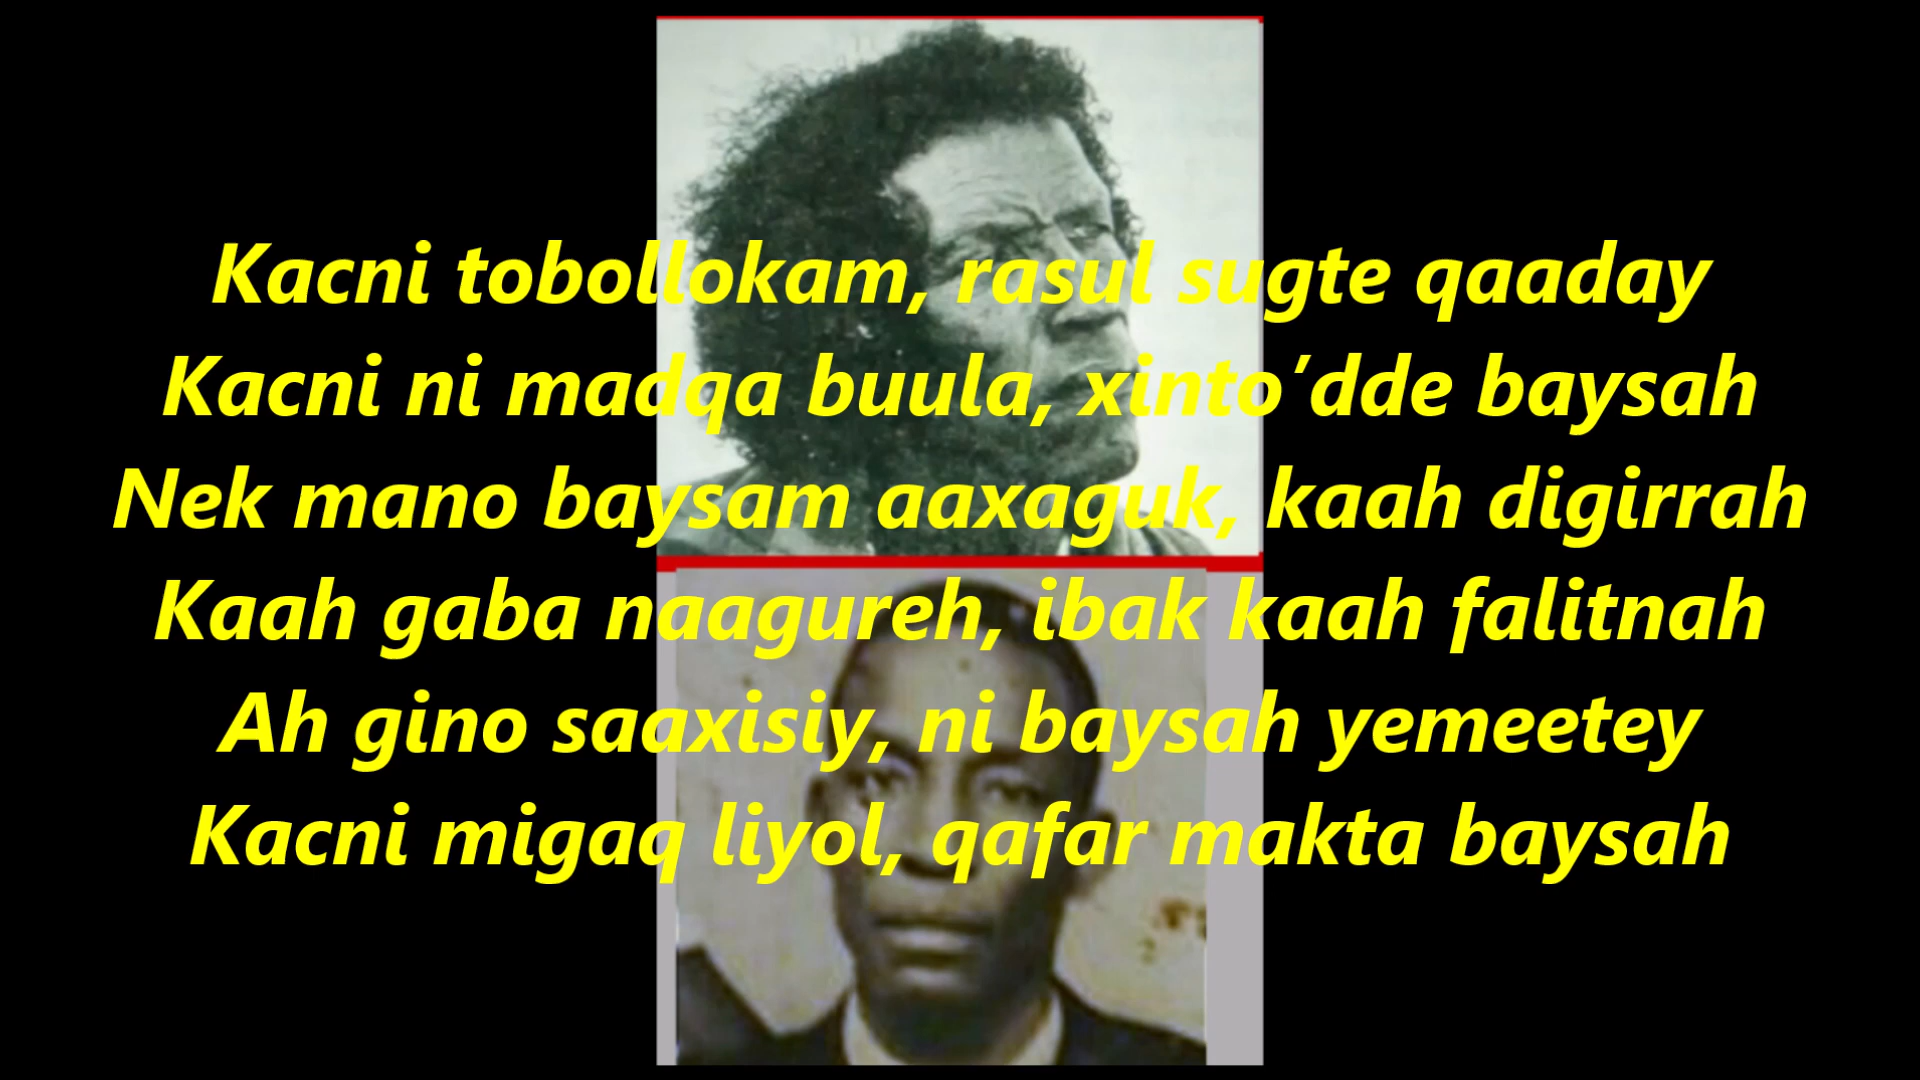 Kacni tobollokam, rasul sugte qaaday
Kacni ni madqa buula, xinto’dde baysah
Nek mano baysam aaxaguk, kaah digirrah
Kaah gaba naagureh, ibak kaah falitnah
Ah gino saaxisiy, ni baysah yemeetey
Kacni migaq liyol, qafar makta baysah